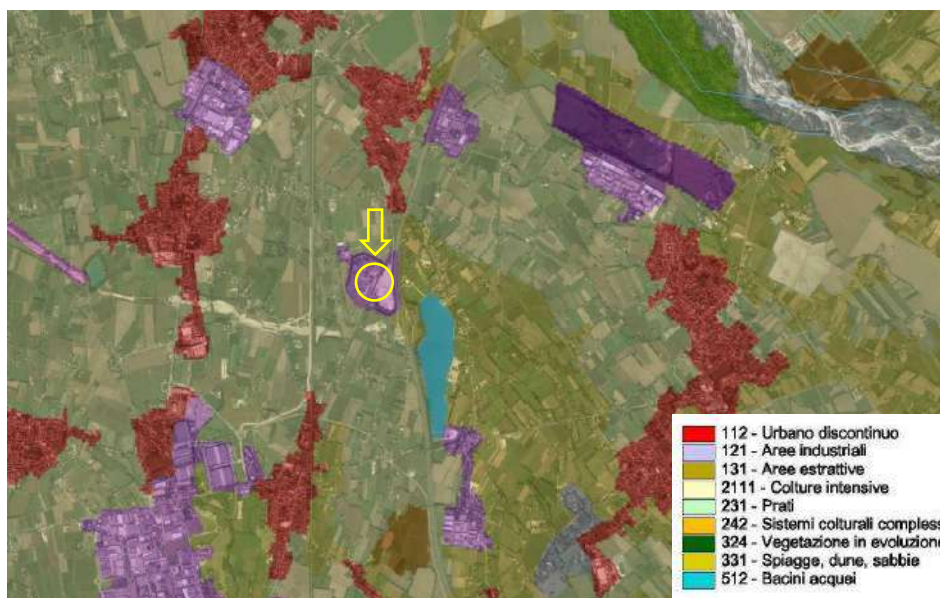 112 - Urbano discontinuo
121 - Aree industriali
131 - Aree estrattive
2111 - Colture intensive
231 - Prati
242 - Sistemi colturali compless
324 - Vegetazione in evoluzione
331 - Spiagge, dune, sabbie
512 - Bacini acquei